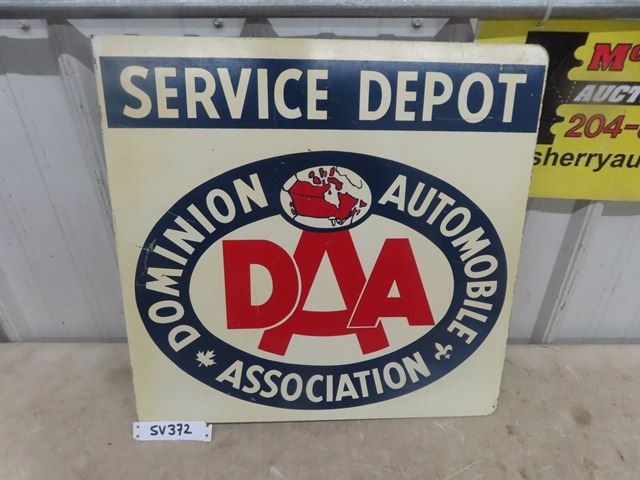 SERVICE DEPOT
DOMINION AUTOMOBILE
DAA
ASSOCIATION
SV372
AUCT
204-
sherryau